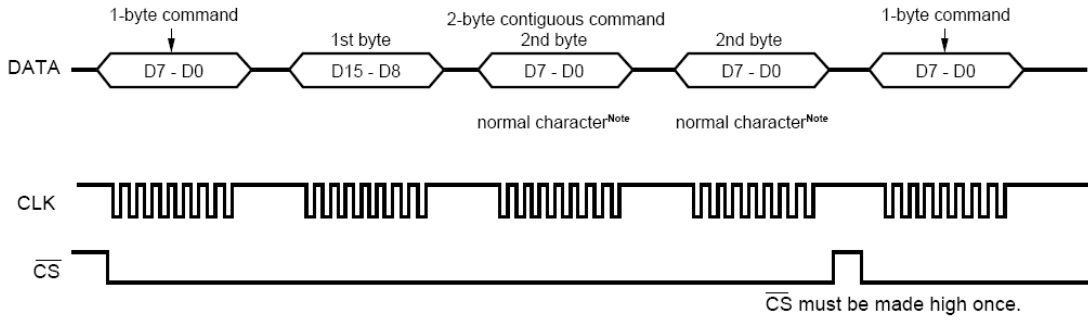 1-byte command
2-byte contiguous command
1-byte command
1st byte
2nd byte
2nd byte
DATA
D7 - D0
D15 - D8
D7 - D0
D7 - D0
D7 - D0
normal characterNote
normal characterNote
CLK
CS
CS must be made high once.